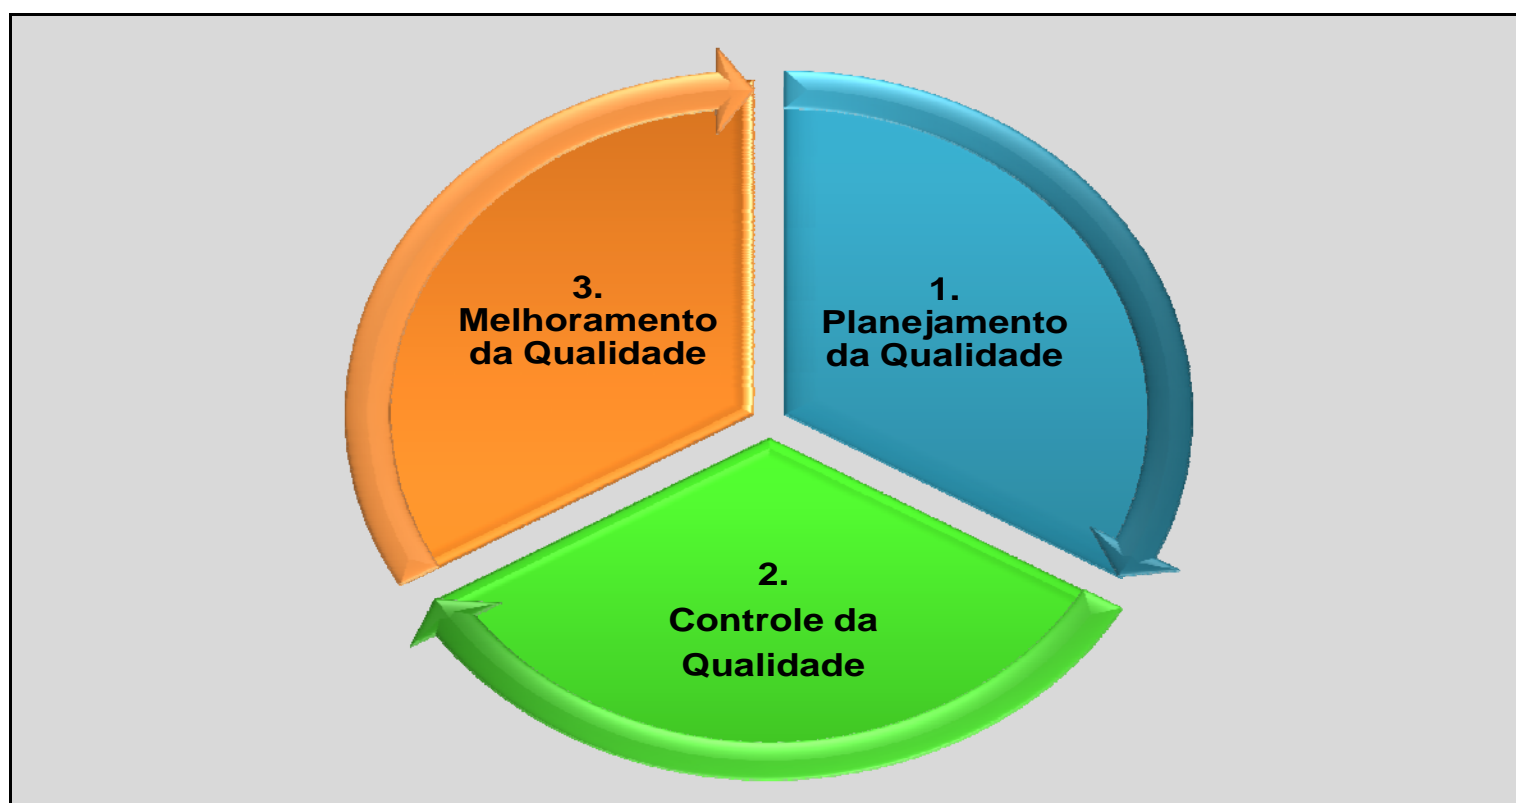 1.
Planejamento
da Qualidade
2.
Controle da
Qualidade
3.
Melhoramento
da Qualidade